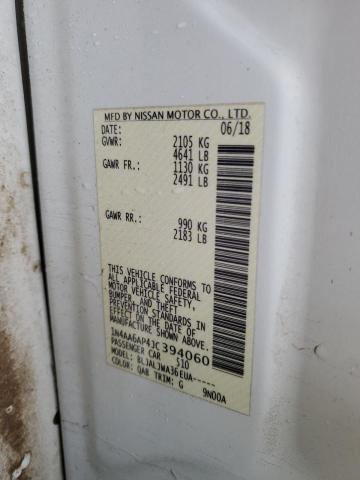 MFD BY NISSAN MOTOR CO., LTD.
DATE: 06/18
GVWR: 2105 KG
4641 LB
GAWR FR.: 1130 KG
2491 LB
GAWR RR.: 990 KG
2183 LB
THIS VEHICLE CONFORMS TO
ALL APPLICABLE FEDERAL
MOTOR VEHICLE SAFETY,
BUMPER, AND THEFT
PREVENTION STANDARDS IN
EFFECT ON THE DATE OF
MANUFACTURE SHOWN ABOVE.
1N4AA6AP4JC394060
PASSENGER CAR 510
MODEL: BLJALJWA36EUA-----
COLOR: QAB TRIM: G 9N00A